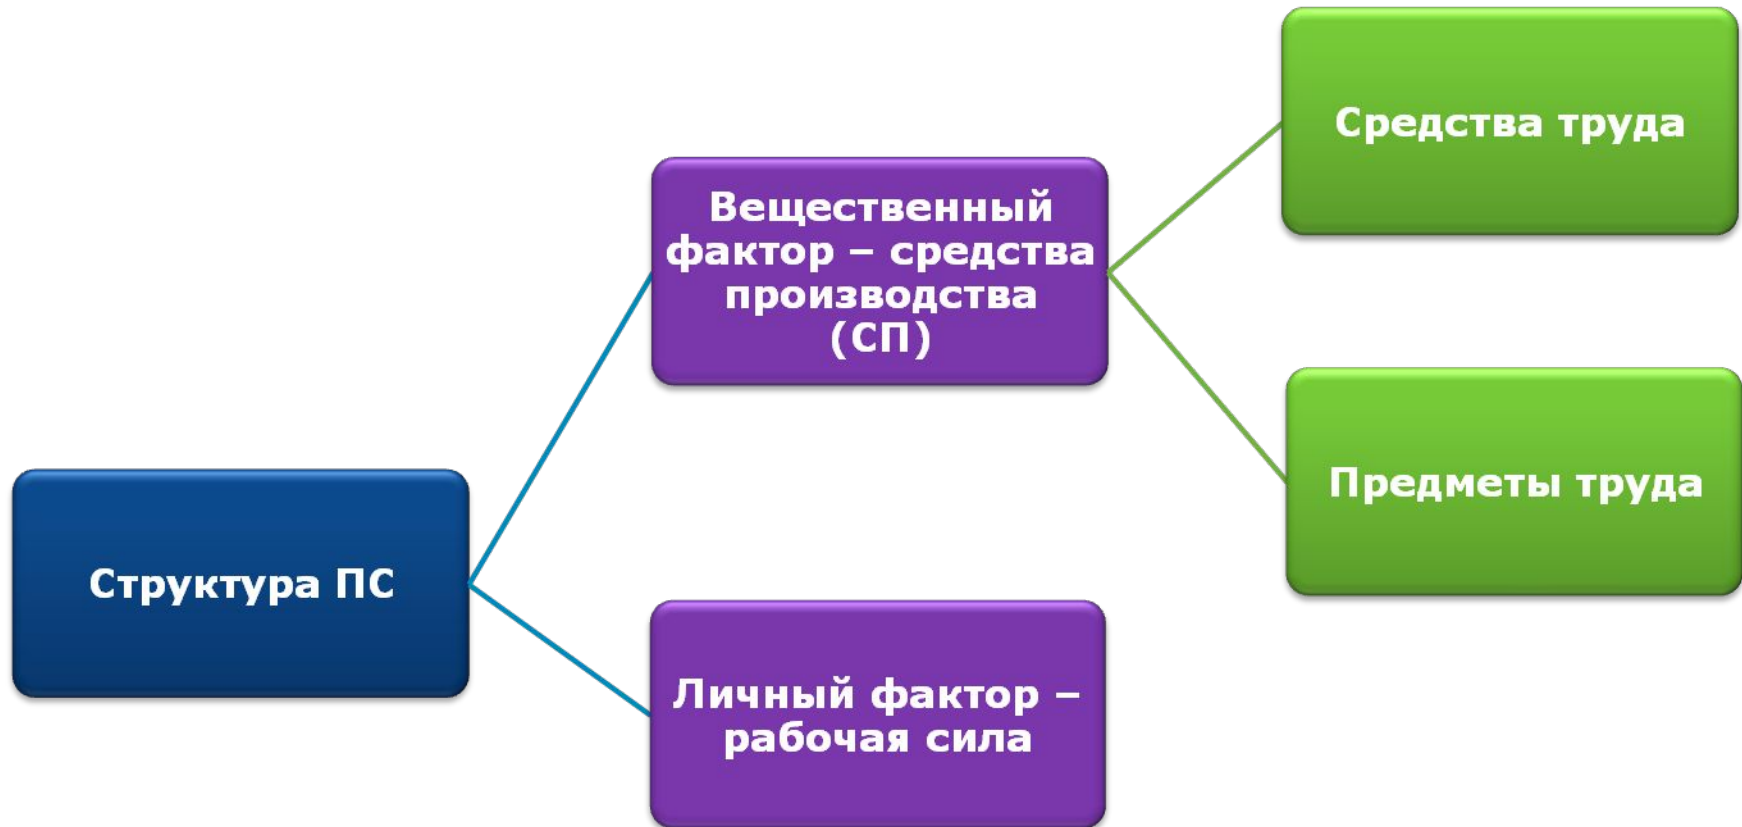 Средства труда
Вещественный
фактор – средства
производства
(СП)
Предметы труда
Структура ПС
Личный фактор –
рабочая сила